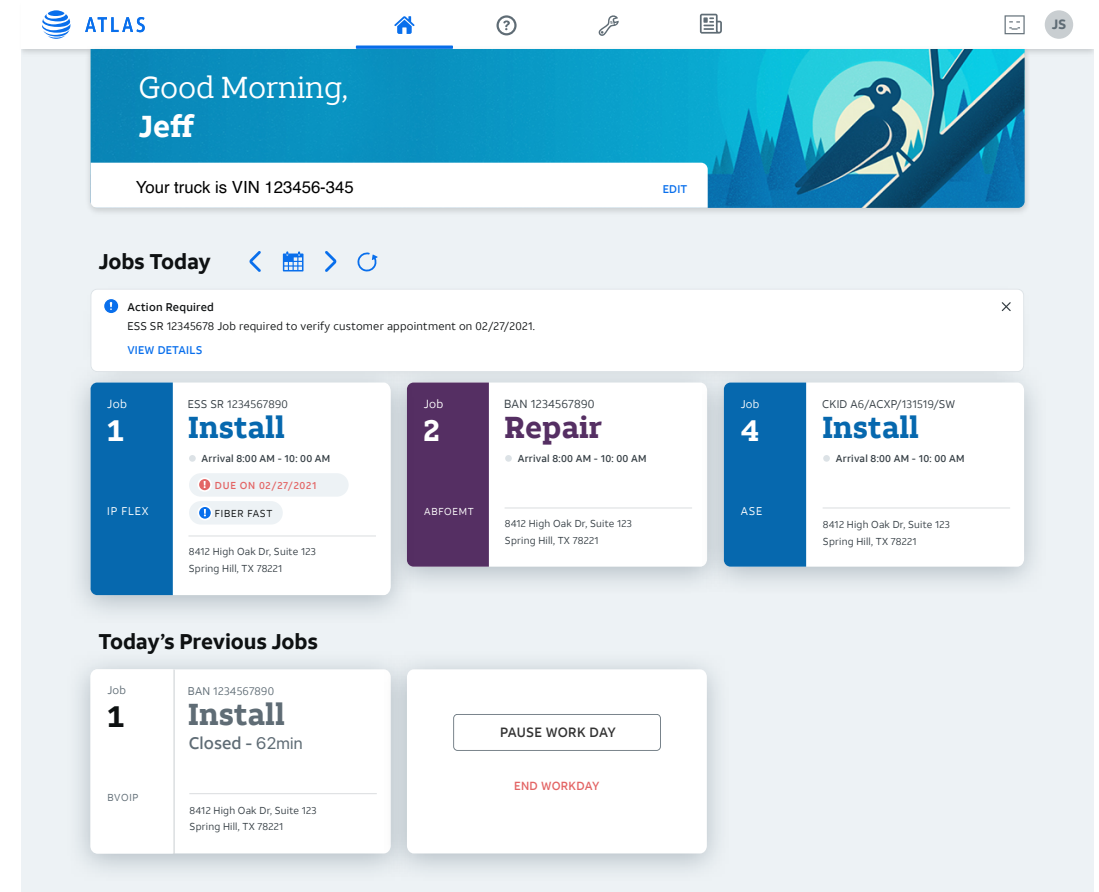 ATLAS
JS
Good Morning,
Jeff
Your truck is VIN 123456-345
EDIT
Jobs Today
Action Required
ESS SR 12345678 Job required to verify customer appointment on 02/27/2021.
VIEW DETAILS
Job
1
IP FLEX
ESS SR 1234567890
Install
Arrival 8:00 AM - 10: 00 AM
DUE ON 02/27/2021
FIBER FAST
8412 High Oak Dr, Suite 123
Spring Hill, TX 78221
Job
2
ABFOEMT
BAN 1234567890
Repair
Arrival 8:00 AM - 10: 00 AM
8412 High Oak Dr, Suite 123
Spring Hill, TX 78221
Job
4
ASE
CKID A6/ACXP/131519/SW
Install
Arrival 8:00 AM - 10: 00 AM
8412 High Oak Dr, Suite 123
Spring Hill, TX 78221
Today's Previous Jobs
Job
1
BVOIP
BAN 1234567890
Install
Closed - 62min
8412 High Oak Dr, Suite 123
Spring Hill, TX 78221
PAUSE WORK DAY
END WORKDAY